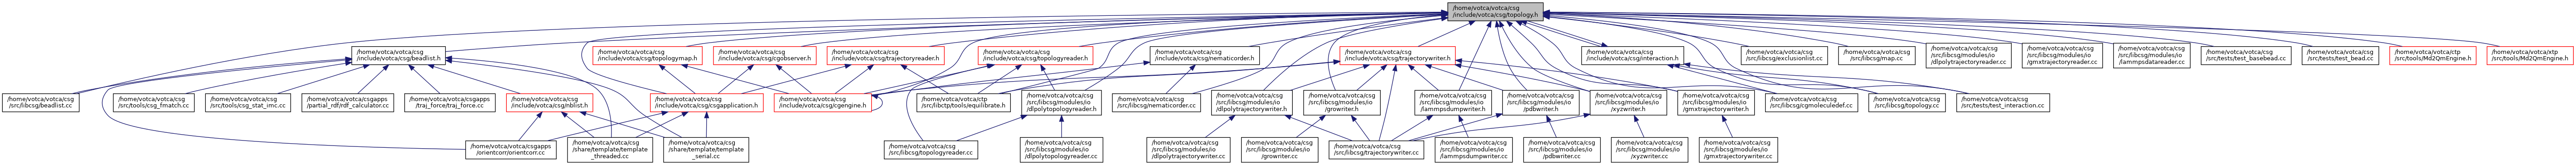 /home/votca/votca/csg
/include/votca/csg/topology.h
/home/votca/votca/csg
/include/votca/csg/beadlist.h
/home/votca/votca/csg
/include/votca/csg/topologymap.h
/home/votca/votca/csg
/include/votca/csg/cgobserver.h
/home/votca/votca/csg
/include/votca/csg/trajectoryreader.h
/home/votca/votca/csg
/include/votca/csg/topologyreader.h
/home/votca/votca/csg
/include/votca/csg/nematicorder.h
/home/votca/votca/csg
/include/votca/csg/trajectorywriter.h
/home/votca/votca/csg
/include/votca/csg/interaction.h
/home/votca/votca/csg
/src/libcsg/exclusionlist.cc
/home/votca/votca/csg
/src/libcsg/map.cc
/home/votca/votca/csg
/src/libcsg/modules/io
/dlpolytrajectoryreader.cc
/home/votca/votca/csg
/src/libcsg/modules/io
/gmxtrajectoryreader.cc
/home/votca/votca/csg
/src/libcsg/modules/io
/lammpsdatareader.cc
/home/votca/votca/csg
/src/tests/test_basebead.cc
/home/votca/votca/csg
/src/tests/test_bead.cc
/home/votca/votca/ctp
/src/tools/Md2QmEngine.h
/home/votca/votca/xtp
/src/tools/Md2QmEngine.h
/home/votca/votca/csg
/src/libcsg/beadlist.cc
/home/votca/votca/csg
/src/tools/csg_fmatch.cc
/home/votca/votca/csg
/src/tools/csg_stat_imc.cc
/home/votca/votca/csgapps
/partial_rdf/rdf_calculator.cc
/home/votca/votca/csgapps
/traj_force/traj_force.cc
/home/votca/votca/csg
/include/votca/csg/nblist.h
/home/votca/votca/csg
/include/votca/csg/csgapplication.h
/home/votca/votca/csg
/include/votca/csg/cgengine.h
/home/votca/votca/ctp
/src/libctp/tools/iequilibrate.h
/home/votca/votca/csg
/src/libcsg/modules/io
/dlpolytopologyreader.h
/home/votca/votca/csg
/src/libcsg/nematicorder.cc
/home/votca/votca/csg
/src/libcsg/modules/io
/dlpolytrajectorywriter.h
/home/votca/votca/csg
/src/libcsg/modules/io
/growriter.h
/home/votca/votca/csg
/src/libcsg/modules/io
/lammpsdumpwriter.h
/home/votca/votca/csg
/src/libcsg/modules/io
/pdbwriter.h
/home/votca/votca/csg
/src/libcsg/modules/io
/xyzwriter.h
/home/votca/votca/csg
/src/libcsg/modules/io
/gmxtrajectorywriter.h
/home/votca/votca/csg
/src/libcsg/cgmoleculedef.cc
/home/votca/votca/csg
/src/libcsg/topology.cc
/home/votca/votca/csg
/src/tests/test_interaction.cc
/home/votca/votca/csgapps
/orientcorr/orientcorr.cc
/home/votca/votca/csg
/share/template/template
_threaded.cc
/home/votca/votca/csg
/share/template/template
_serial.cc
/home/votca/votca/csg
/src/libcsg/topologyreader.cc
/home/votca/votca/csg
/src/libcsg/modules/io
/dlpolytopologyreader.cc
/home/votca/votca/csg
/src/libcsg/modules/io
/dlpolytrajectorywriter.cc
/home/votca/votca/csg
/src/libcsg/modules/io
/growriter.cc
/home/votca/votca/csg
/src/libcsg/trajectorywriter.cc
/home/votca/votca/csg
/src/libcsg/modules/io
/lammpsdumpwriter.cc
/home/votca/votca/csg
/src/libcsg/modules/io
/pdbwriter.cc
/home/votca/votca/csg
/src/libcsg/modules/io
/xyzwriter.cc
/home/votca/votca/csg
/src/libcsg/modules/io
/gmxtrajectorywriter.cc